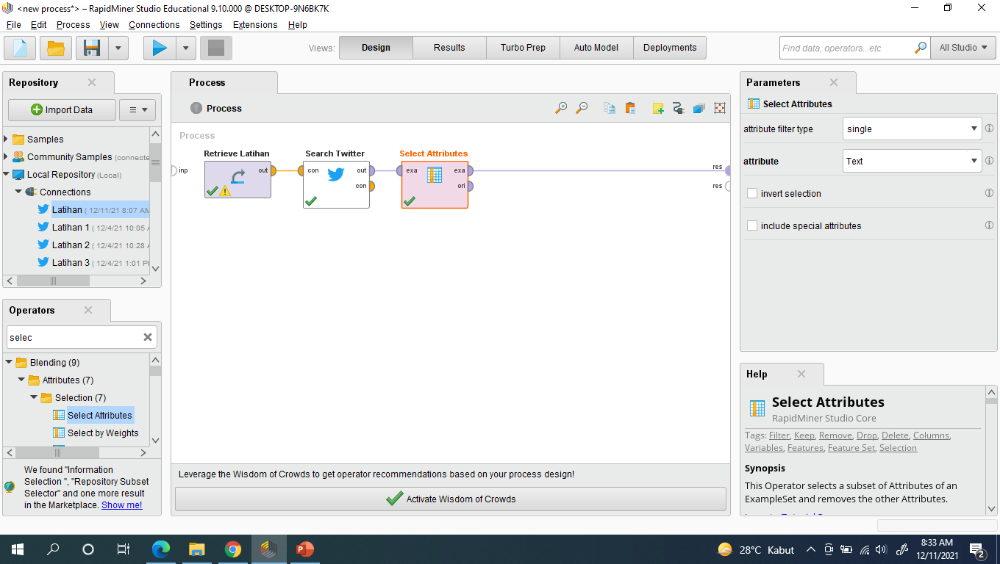 <new process*> – RapidMiner Studio Educational 9.10.000 @ DESKTOP-9N6BK7K
File Edit Process View Connections Settings Extensions Help
Views: Design Results Turbo Prep Auto Model Deployments
Find data, operators...etc
All Studio
Repository
Import Data
Samples
Community Samples (connecte
Local Repository (Local)
Connections
Latihan ( 12/11/21 8:07 AM
Latihan 1 ( 12/4/21 10:05 A
Latihan 2 ( 12/4/21 10:28 A
Latihan 3 ( 12/4/21 1:01 PM
Operators
selec
Blending (9)
Attributes (7)
Selection (7)
Select Attributes
Select by Weights
We found "Information
Selection ", "Repository Subset
Selector" and one more result
in the Marketplace. Show me!
Process
Process
Process
Retrieve Latihan
Search Twitter
Select Attributes
inp
out
con
out
con
exa
exa
ori
res
res
Leverage the Wisdom of Crowds to get operator recommendations based on your process design!
Activate Wisdom of Crowds
Parameters
Select Attributes
attribute filter type
single
attribute
Text
invert selection
include special attributes
Help
Select Attributes
RapidMiner Studio Core
Tags: Filter, Keep, Remove, Drop, Delete, Columns,
Variables, Features, Feature Set, Selection
Synopsis
This Operator selects a subset of Attributes of an
ExampleSet and removes the other Attributes.
28°C Kabut
8:33 AM
12/11/2021
2